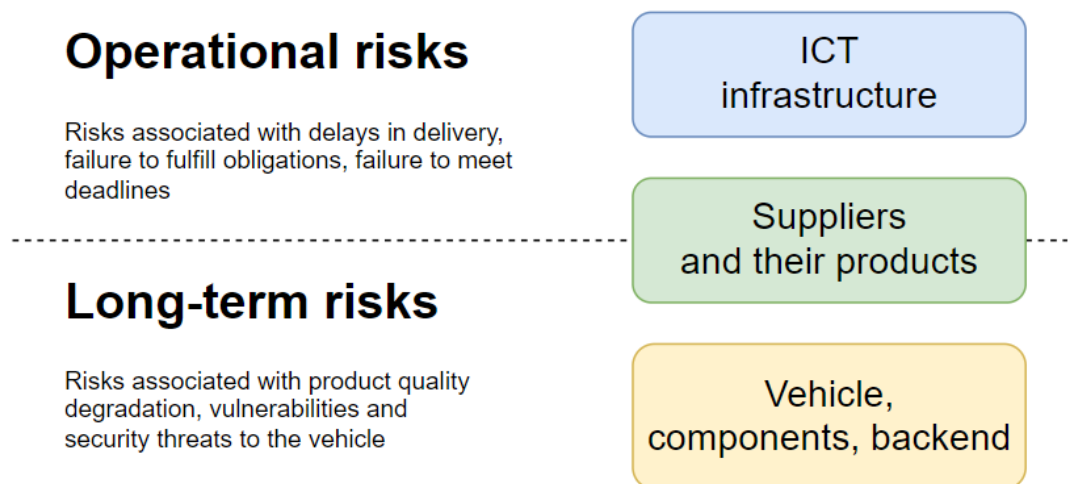 Operational risks
Risks associated with delays in delivery,
failure to fulfill obligations, failure to meet
deadlines
ICT
infrastructure
Suppliers
and their products
Long-term risks
Risks associated with product quality
degradation, vulnerabilities and
security threats to the vehicle
Vehicle,
components, backend